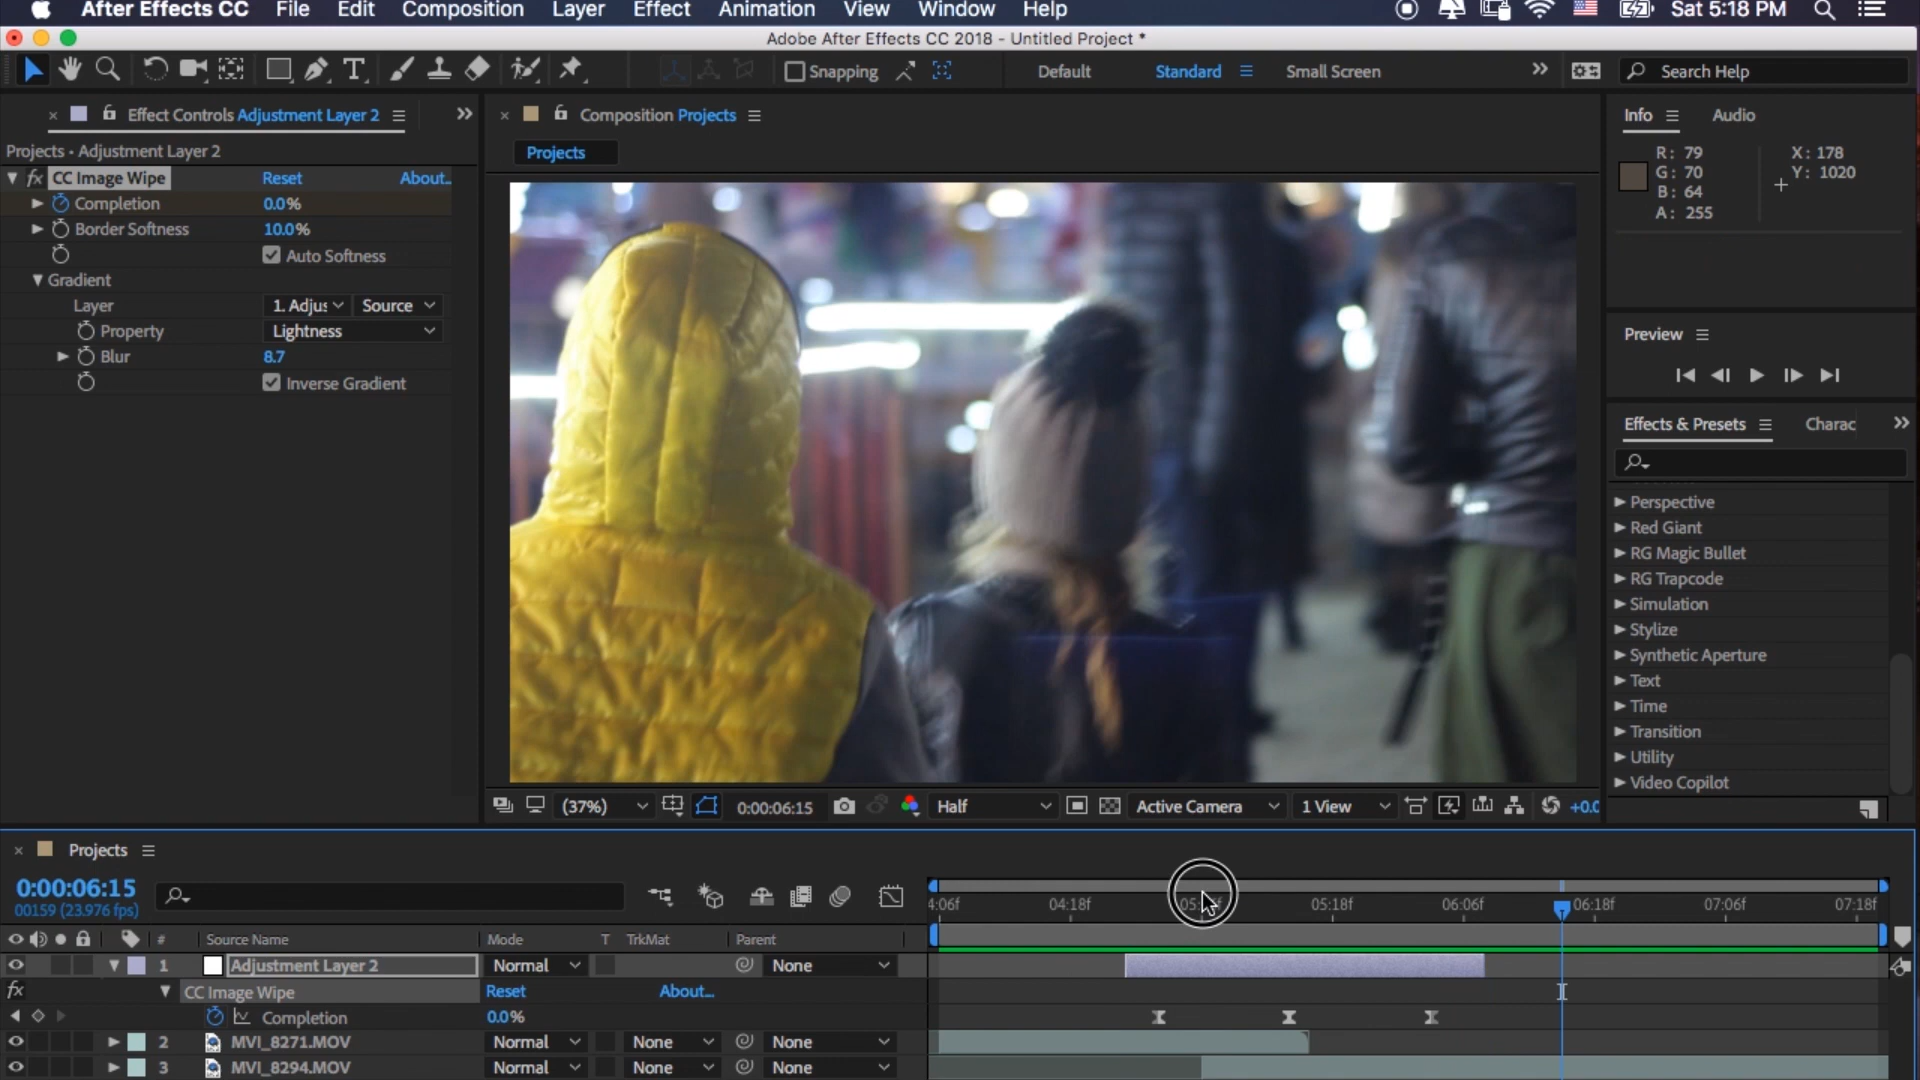 After Effects CC File Edit Composition Layer Effect Animation View Window Help Sat 5:18 PM
Adobe After Effects CC 2018 - Untitled Project *
Snapping Default Standard Small Screen Search Help
Effect Controls Adjustment Layer 2
Composition Projects
Info Audio
Projects • Adjustment Layer 2
Projects
R: 79 X: 178
G: 70 Y: 1020
B: 64
A: 255
fx CC Image Wipe Reset About..
Completion 0.0%
Border Softness 10.0%
Auto Softness
Gradient
Layer 1. Adjus Source
Property Lightness
Blur 8.7
Inverse Gradient
Preview
Effects & Presets Charac
Perspective
Red Giant
RG Magic Bullet
RG Trapcode
Simulation
Stylize
Synthetic Aperture
Text
Time
Transition
Utility
Video Copilot
(37%) 0:00:06:15 Half Active Camera 1 View +0.0
Projects
0:00:06:15
00159 (23.976 fps)
4:06f 04:18f 05:18f 06:06f 06:18f 07:06f 07:18f
# Source Name Mode T TrkMat Parent
1 Adjustment Layer 2 Normal None
fx CC Image Wipe Reset About...
Completion 0.0%
2 MVI_8271.MOV Normal None None
3 MVI_8294.MOV Normal None None